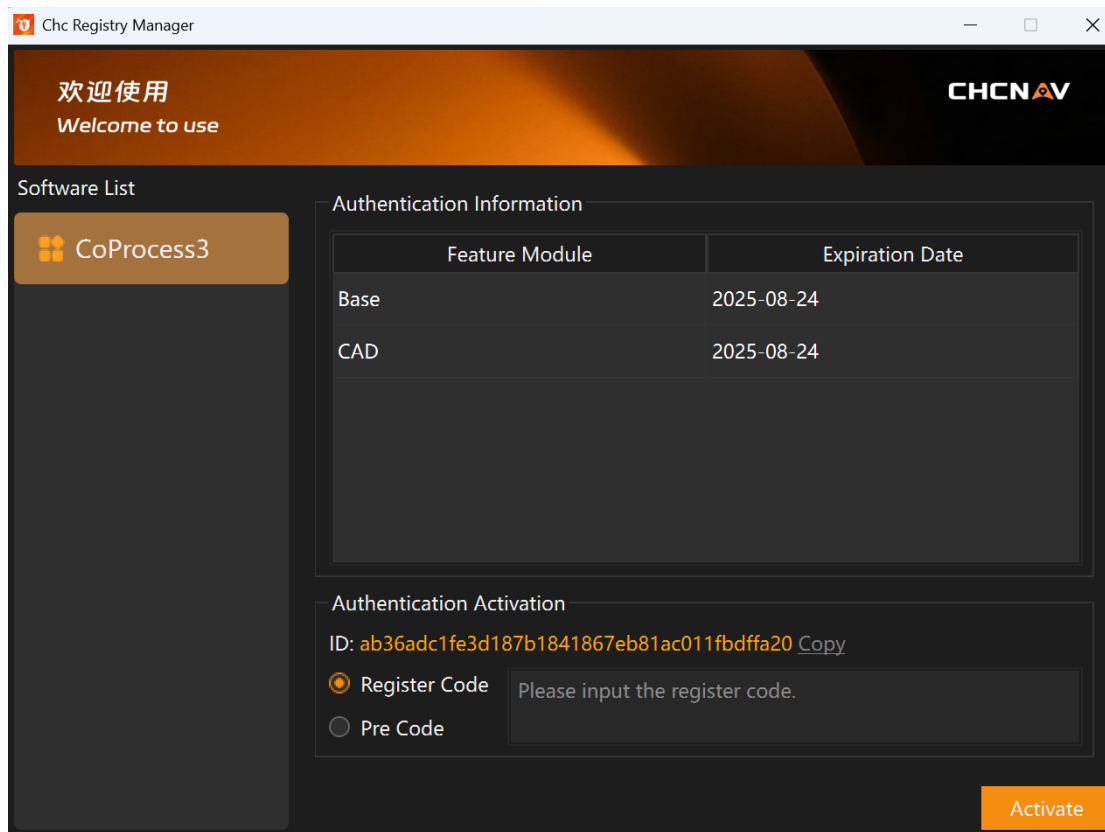 Chc Registry Manager
欢迎使用
Welcome to use
CHCNAV
Software List
CoProcess3
Authentication Information
Feature Module Expiration Date
Base 2025-08-24
CAD 2025-08-24
Authentication Activation
ID: ab36adc1fe3d187b1841867eb81ac011fbdffa20 Copy
Register Code Please input the register code.
Pre Code
Activate